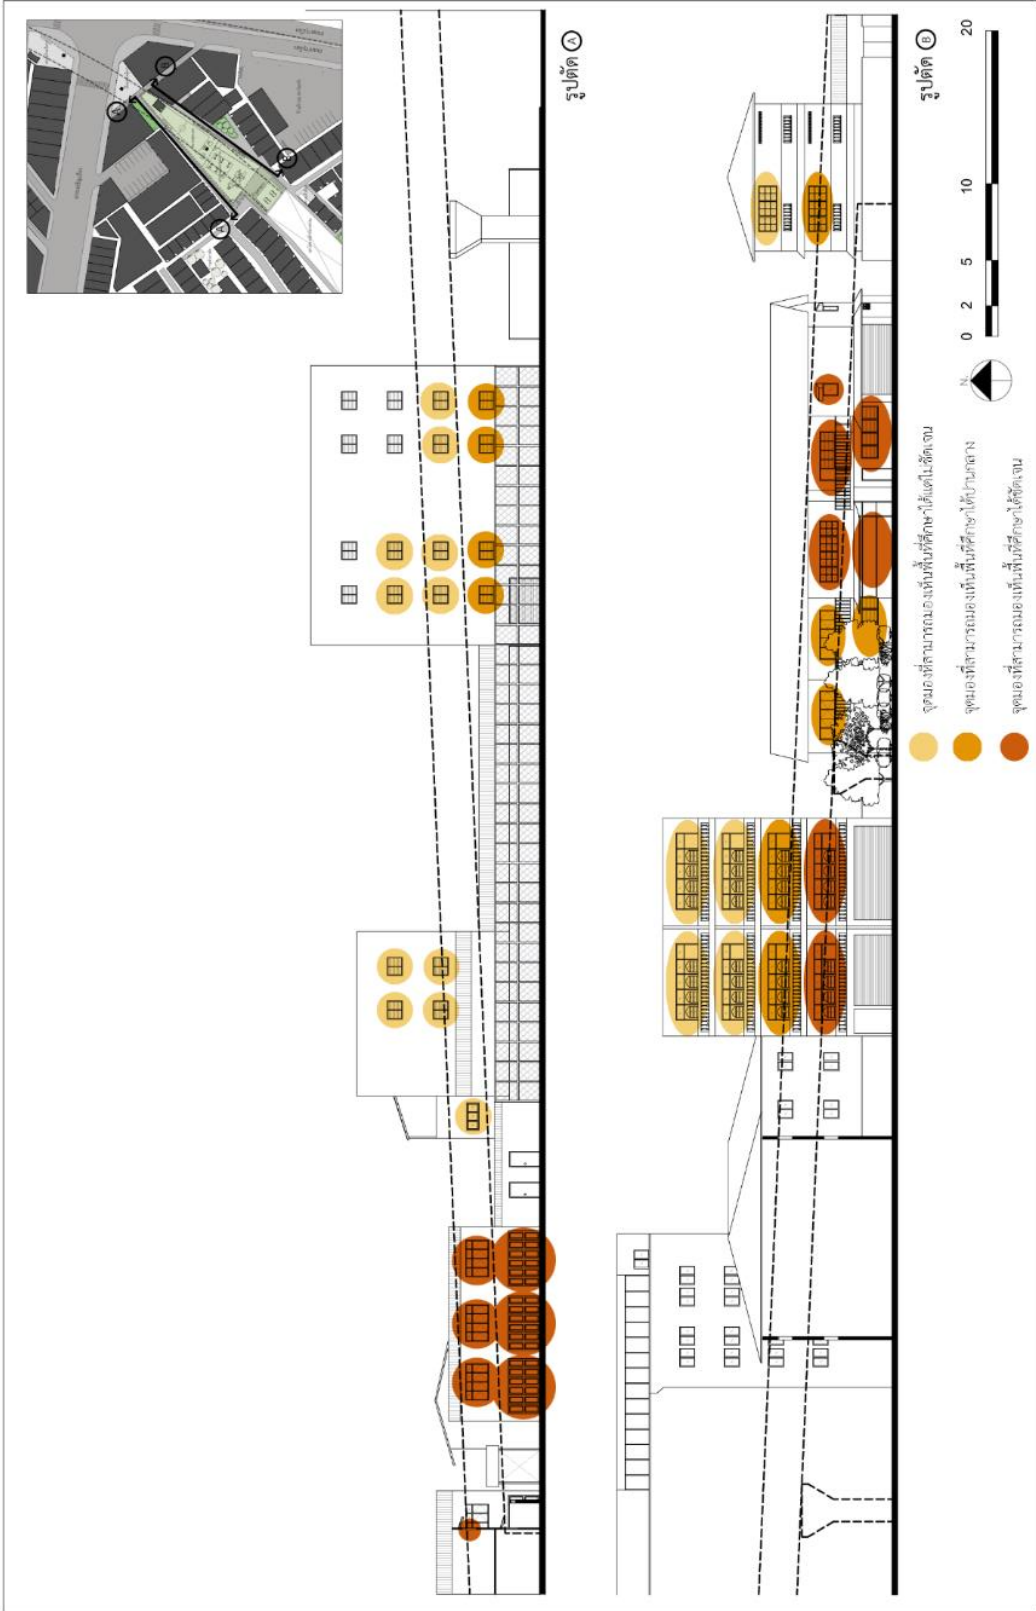 รูปตัด A
รูปตัด B
A
A'
B
B'
0 2 5 10 20
N
จุดมองที่สามารถมองเห็นพื้นที่ศึกษาได้แต่ไม่ชัดเจน
จุดมองที่สามารถมองเห็นพื้นที่ศึกษาได้ปานกลาง
จุดมองที่สามารถมองเห็นพื้นที่ศึกษาได้ชัดเจน